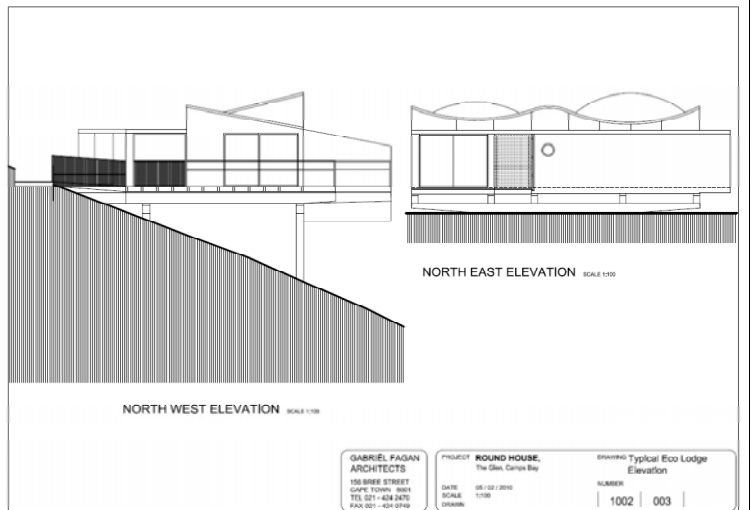 NORTH EAST ELEVATION SCALE 1:100
NORTH WEST ELEVATION SCALE 1:100
GABRIËL FAGAN
ARCHITECTS
156 BREE STREET
CAPE TOWN 8001
TEL 021 - 424 2470
FAX 021 - 424 0749
PROJECT ROUND HOUSE,
The Glen, Camps Bay
DATE 05 / 02 / 2010
SCALE 1:100
DRAWN
DRAWING Typical Eco Lodge
Elevation
NUMBER
1002 003